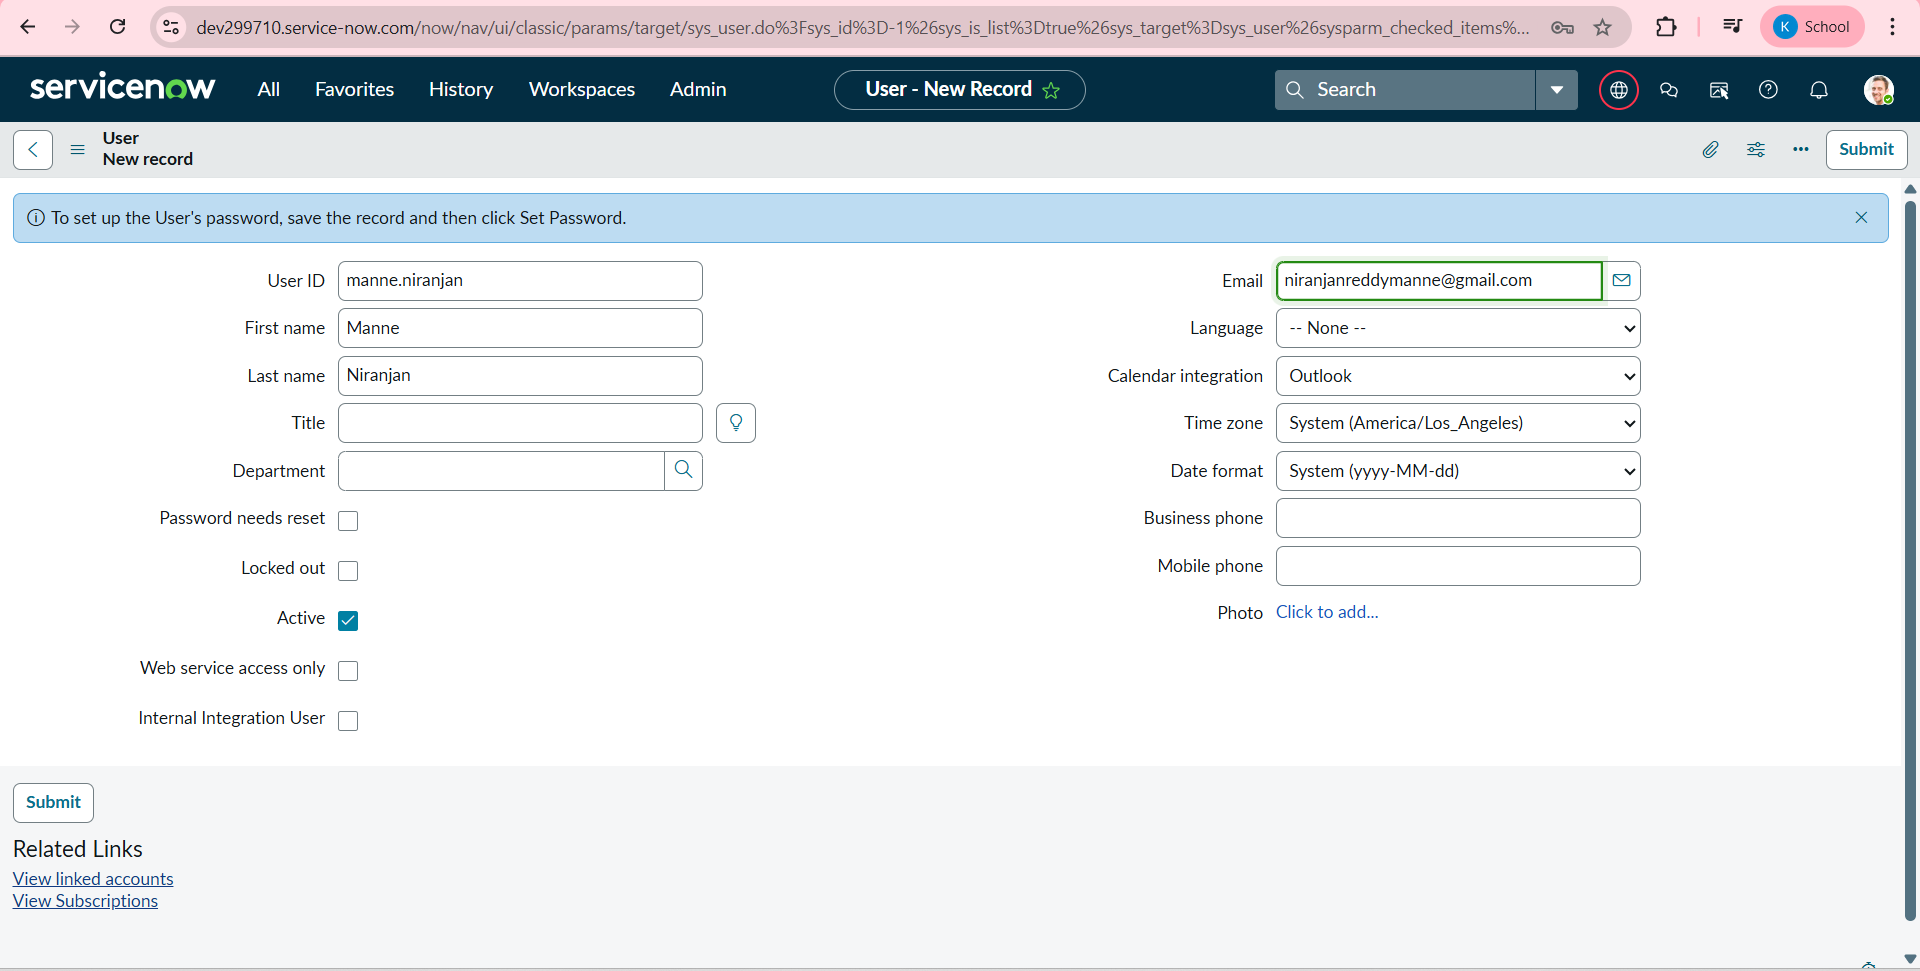 dev299710.service-now.com/now/nav/ui/classic/params/target/sys_user.do%3Fsys_id%3D-1%26sys_is_list%3Dtrue%26sys_target%3Dsys_user%26sysparm_checked_items%...
K School
servicenow All Favorites History Workspaces Admin User - New Record Search
User
New record
Submit
To set up the User's password, save the record and then click Set Password.
User ID manne.niranjan
First name Manne
Last name Niranjan
Title
Department
Password needs reset
Locked out
Active
Web service access only
Internal Integration User
Email niranjanreddymanne@gmail.com
Language -- None --
Calendar integration Outlook
Time zone System (America/Los_Angeles)
Date format System (yyyy-MM-dd)
Business phone
Mobile phone
Photo Click to add...
Submit
Related Links
View linked accounts
View Subscriptions